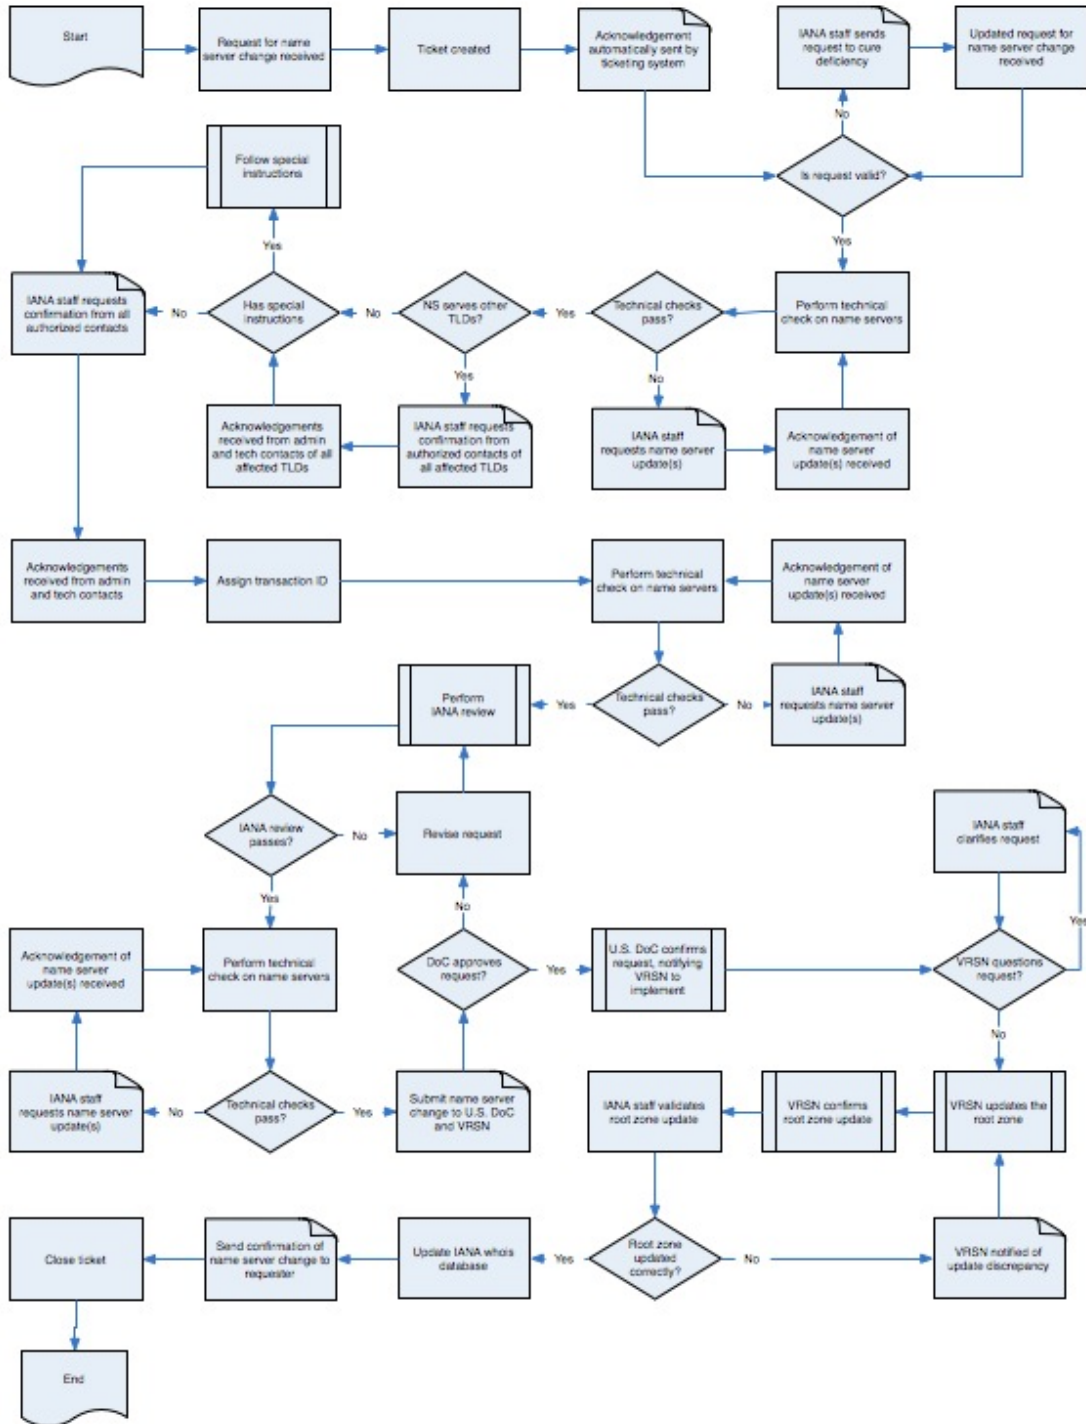 Start
Request for name
server change received
Ticket created
Acknowledgement
automatically sent by
ticketing system
IANA staff sends
request to cure
deficiency
Updated request for
name server change
received
No
Is request valid?
Yes
Follow special
instructions
Yes
IANA staff requests
confirmation from all
authorized contacts
No
Has special
instructions
No
NS serves other
TLDs?
Yes
Technical checks
pass?
Perform technical
check on name servers
Yes
No
Acknowledgements
received from admin
and tech contacts of all
affected TLDs
IANA staff requests
confirmation from
authorized contacts of
all affected TLDs
IANA staff
requests name server
update(s)
Acknowledgement of
name server
update(s) received
Acknowledgements
received from admin
and tech contacts
Assign transaction ID
Perform technical
check on name servers
Acknowledgement of
name server
update(s) received
Perform
IANA review
Yes
Technical checks
pass?
No
IANA staff
requests name server
update(s)
IANA review
passes?
No
Revise request
IANA staff
clarifies request
Yes
No
Yes
Acknowledgement of
name server
update(s) received
Perform technical
check on name servers
DoC approves
request?
Yes
U.S. DoC confirms
request, notifying
VRSN to
implement
VRSN questions
request?
No
IANA staff
requests name server
update(s)
No
Technical checks
pass?
Yes
Submit name server
change to U.S. DoC
and VRSN
IANA staff validates
root zone update
VRSN confirms
root zone update
VRSN updates the
root zone
Close ticket
Send confirmation of
name server change to
requester
Update IANA whois
database
Yes
Root zone
updated
correctly?
No
VRSN notified of
update discrepancy
End